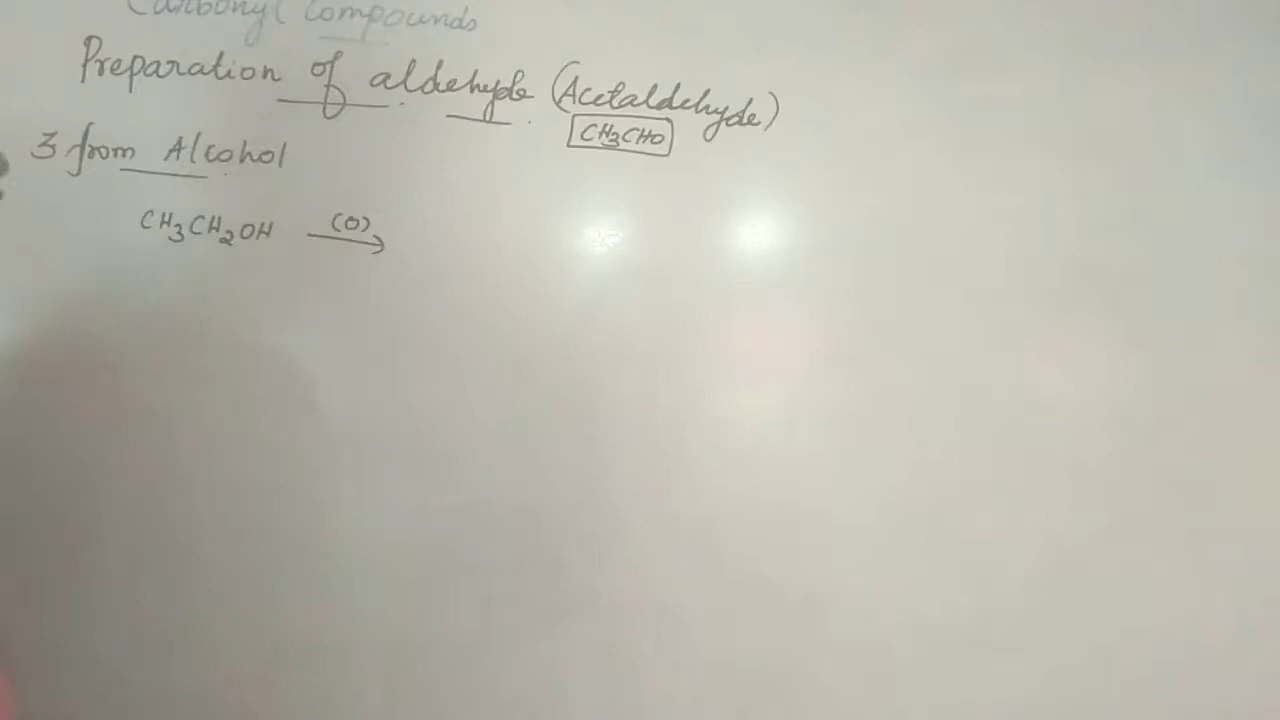 Carbonyl Compounds
Preparation of aldehyde (Acetaldehyde)
CH3CHO
3 from Alcohol
CH3CH2OH (O) →